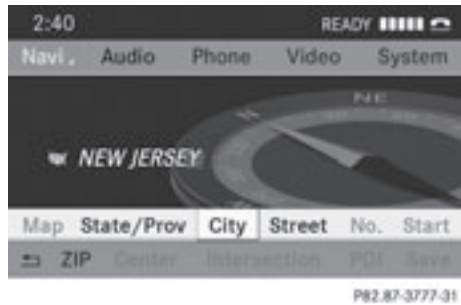 2:40 READY
Navi. Audio Phone Video System
NE
N
NEW JERSEY
Map State/Prov City Street No. Start
ZIP Center Intersection POI Save
P82.87-3777-31